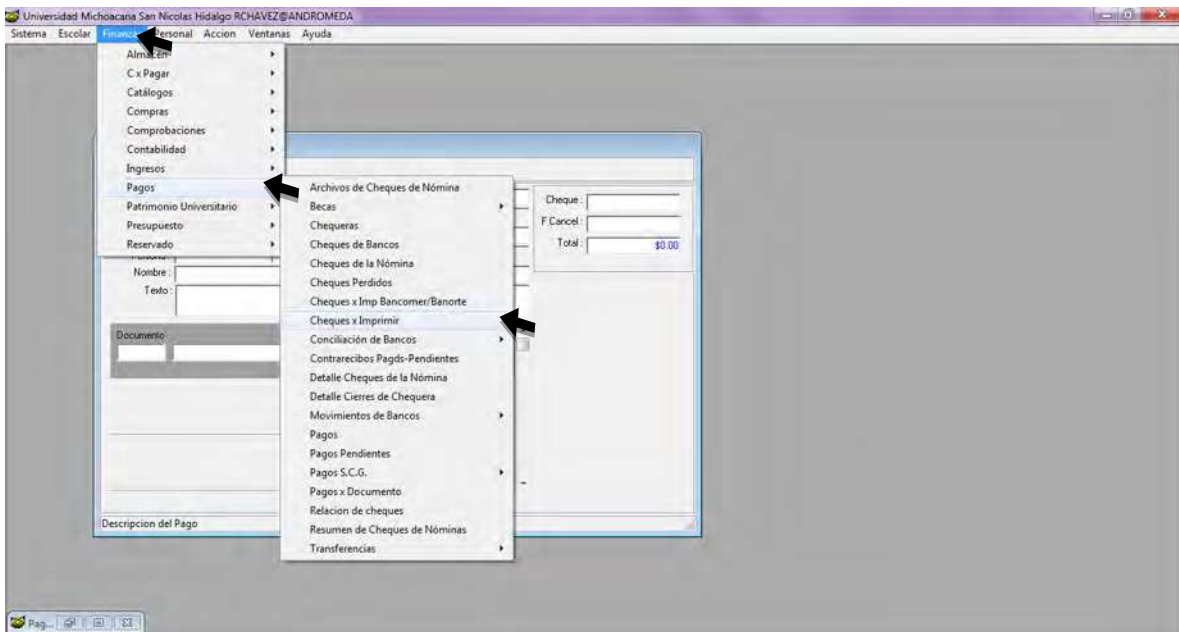 Universidad Michoacana San Nicolas Hidalgo RCHAVEZ@ANDROMEDA
Sistema Escolar Finanzas Personal Accion Ventanas Ayuda
Almacén
C x Pagar
Catálogos
Compras
Comprobaciones
Contabilidad
Ingresos
Pagos
Patrimonio Universitario
Presupuesto
Reservado
Archivos de Cheques de Nómina
Becas
Chequeras
Cheques de Bancos
Cheques de la Nómina
Cheques Perdidos
Cheques x Imp Bancomer/Banorte
Cheques x Imprimir
Conciliación de Bancos
Contrarecibos Pagds-Pendientes
Detalle Cheques de la Nómina
Detalle Cierres de Chequera
Movimientos de Bancos
Pagos
Pagos Pendientes
Pagos S.C.G.
Pagos x Documento
Relacion de cheques
Resumen de Cheques de Nóminas
Transferencias
Cheque :
F Cancel :
Total : $0.00
Nombre :
Texto :
Documento
Descripcion del Pago
Pag...